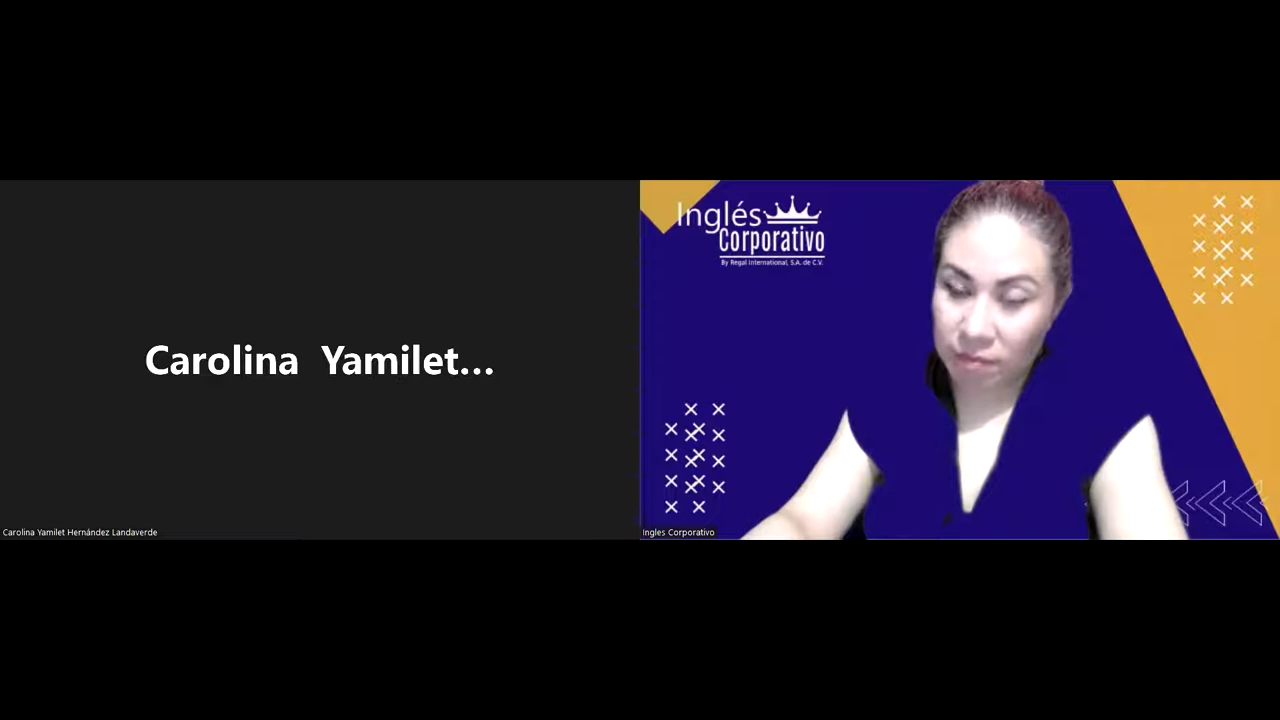 Carolina  Yamilet...
Carolina Yamilet Hernández Landaverde
Inglés
Corporativo
By Regal International, S.A. de C.V.
Ingles Corporativo